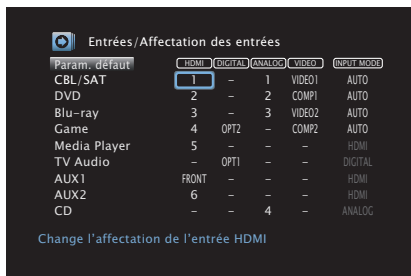 Entrées/Affectation des entrées
Param. défaut HDMI DIGITAL ANALOG VIDEO INPUT MODE
CBL/SAT 1 – 1 VIDEO1 AUTO
DVD 2 – 2 COMP1 AUTO
Blu-ray 3 – 3 VIDEO2 AUTO
Game 4 OPT2 – COMP2 AUTO
Media Player 5 – – – HDMI
TV Audio – OPT1 – – DIGITAL
AUX1 FRONT – – – HDMI
AUX2 6 – – – HDMI
CD – – 4 – ANALOG
Change l'affectation de l'entrée HDMI